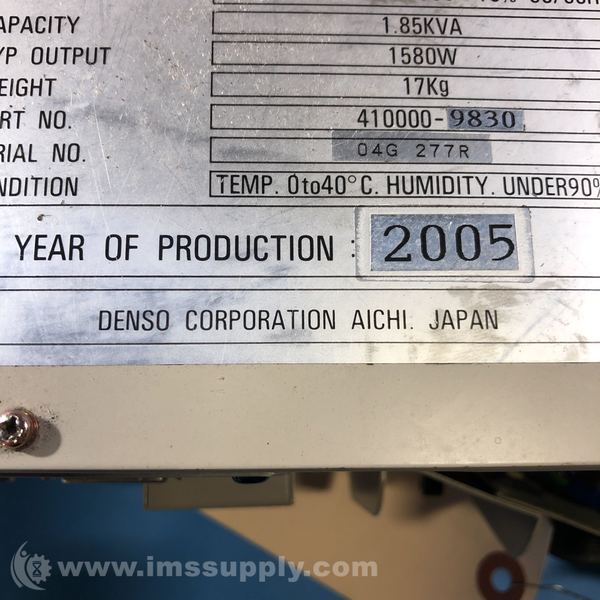 APACITY 1.85KVA
YP OUTPUT 1580W
EIGHT 17Kg
RT NO. 410000-9830
RIAL NO. 04G 277R
NDITION TEMP. 0to40°C. HUMIDITY. UNDER90%
YEAR OF PRODUCTION : 2005
DENSO CORPORATION AICHI. JAPAN
www.imssupply.com